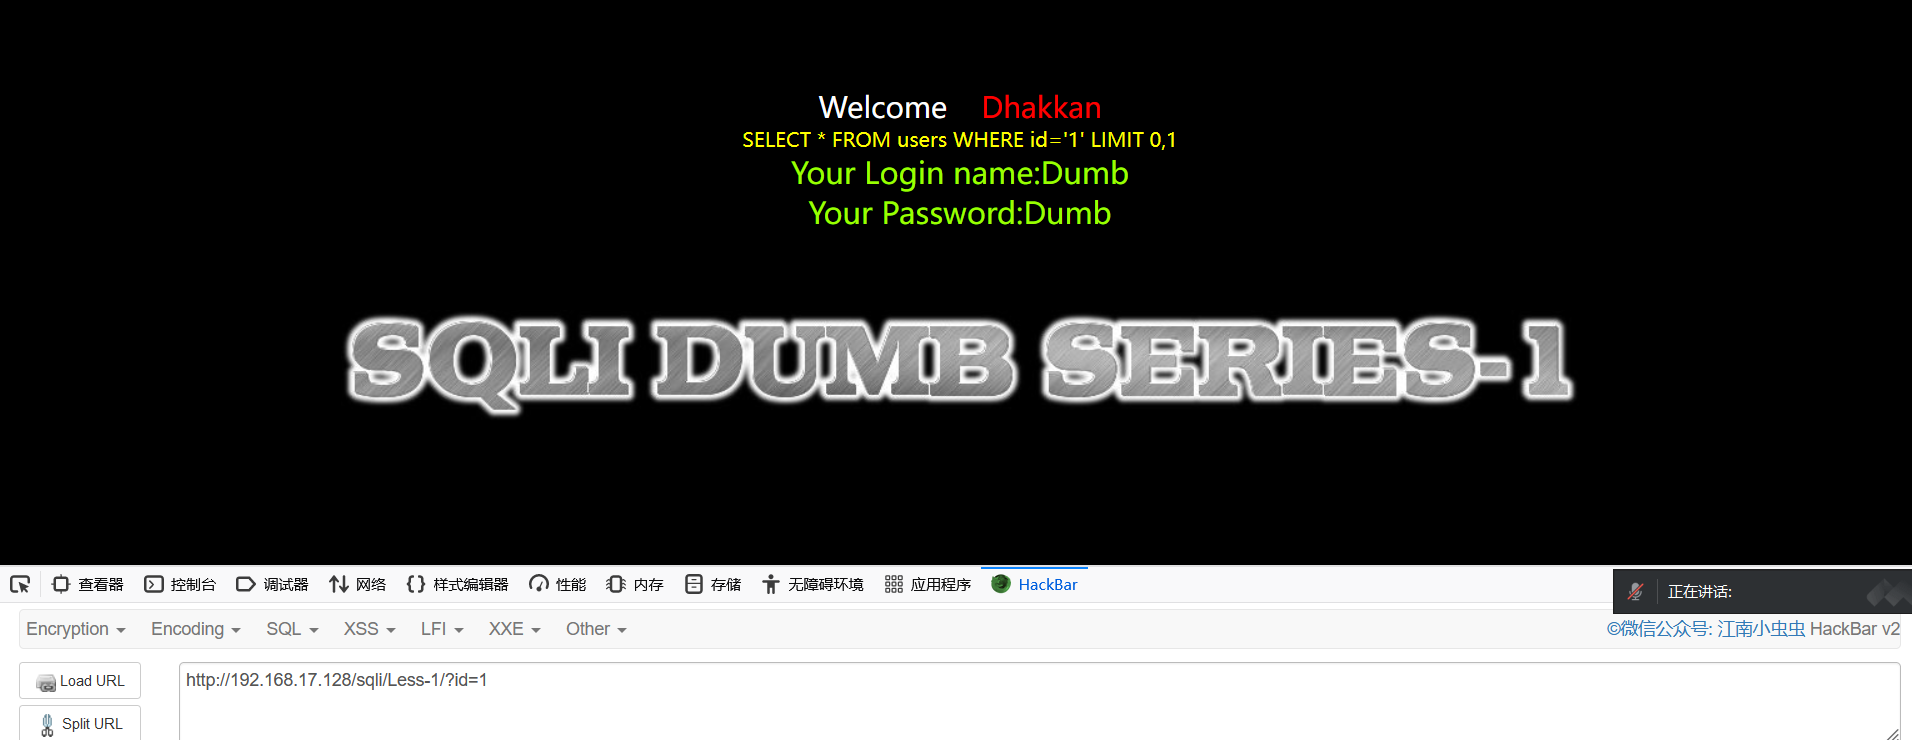 Welcome Dhakkan
SELECT * FROM users WHERE id='1' LIMIT 0,1
Your Login name:Dumb
Your Password:Dumb
SQLI DUMB SERIES-1
查看器 控制台 调试器 网络 样式编辑器 性能 内存 存储 无障碍环境 应用程序 HackBar
正在讲话:
Encryption Encoding SQL XSS LFI XXE Other ©微信公众号: 江南小虫虫 HackBar v2
Load URL http://192.168.17.128/sqli/Less-1/?id=1
Split URL